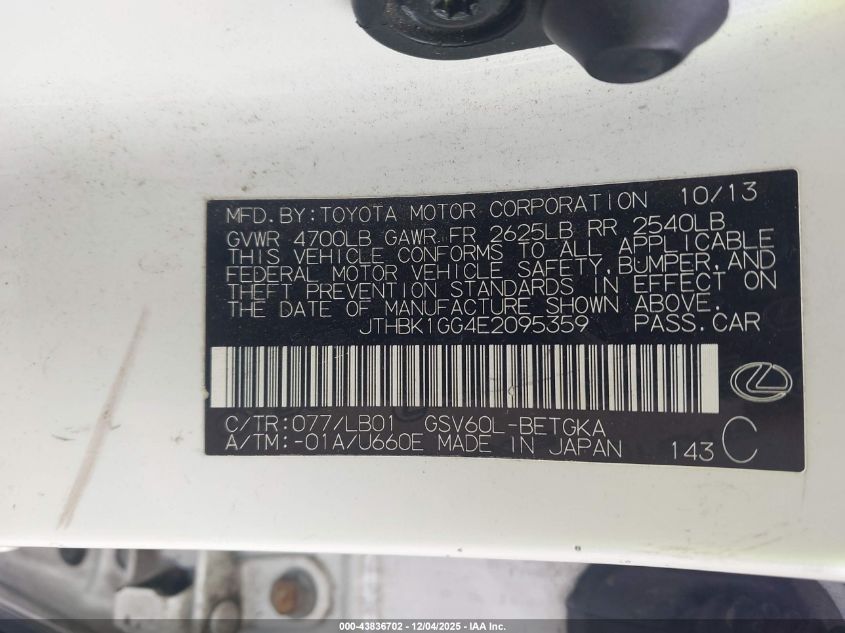 MFD.BY:TOYOTA MOTOR CORPORATION 10/13
GVWR 4700LB GAWR FR 2625LB RR 2540LB
THIS VEHICLE CONFORMS TO ALL APPLICABLE
FEDERAL MOTOR VEHICLE SAFETY,BUMPER,AND
THEFT PREVENTION STANDARDS IN EFFECT ON
THE DATE OF MANUFACTURE SHOWN ABOVE.
JTHBK1GG4E2095359 PASS.CAR
C/TR:077/LB01 GSV60L-BETGKA
A/TM:-01A/U660E MADE IN JAPAN 143 C
000-43836702 - 12/04/2025 - IAA Inc.